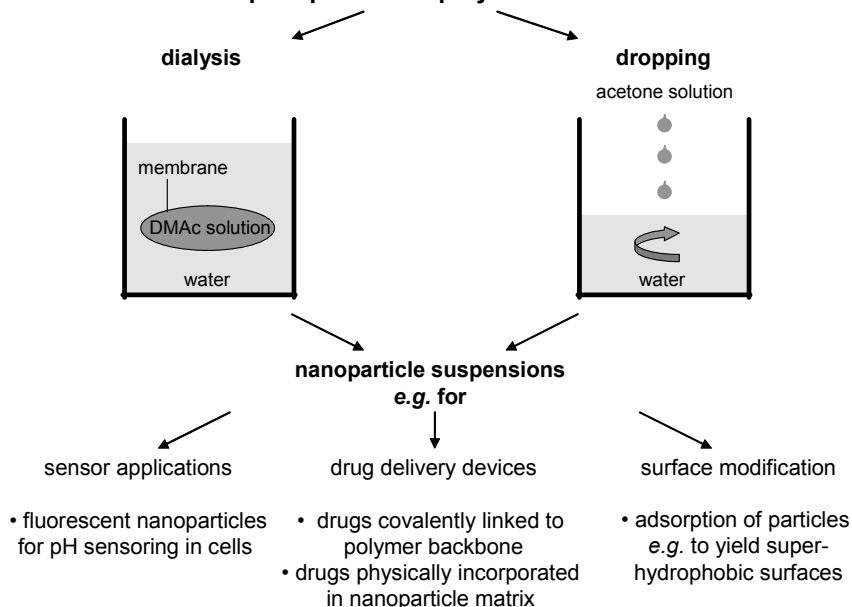 dialysis
dropping
acetone solution
membrane
DMAc solution
water
water
nanoparticle suspensions
e.g. for
sensor applications
• fluorescent nanoparticles
for pH sensoring in cells
drug delivery devices
• drugs covalently linked to
polymer backbone
• drugs physically incorporated
in nanoparticle matrix
surface modification
• adsorption of particles
e.g. to yield super-
hydrophobic surfaces